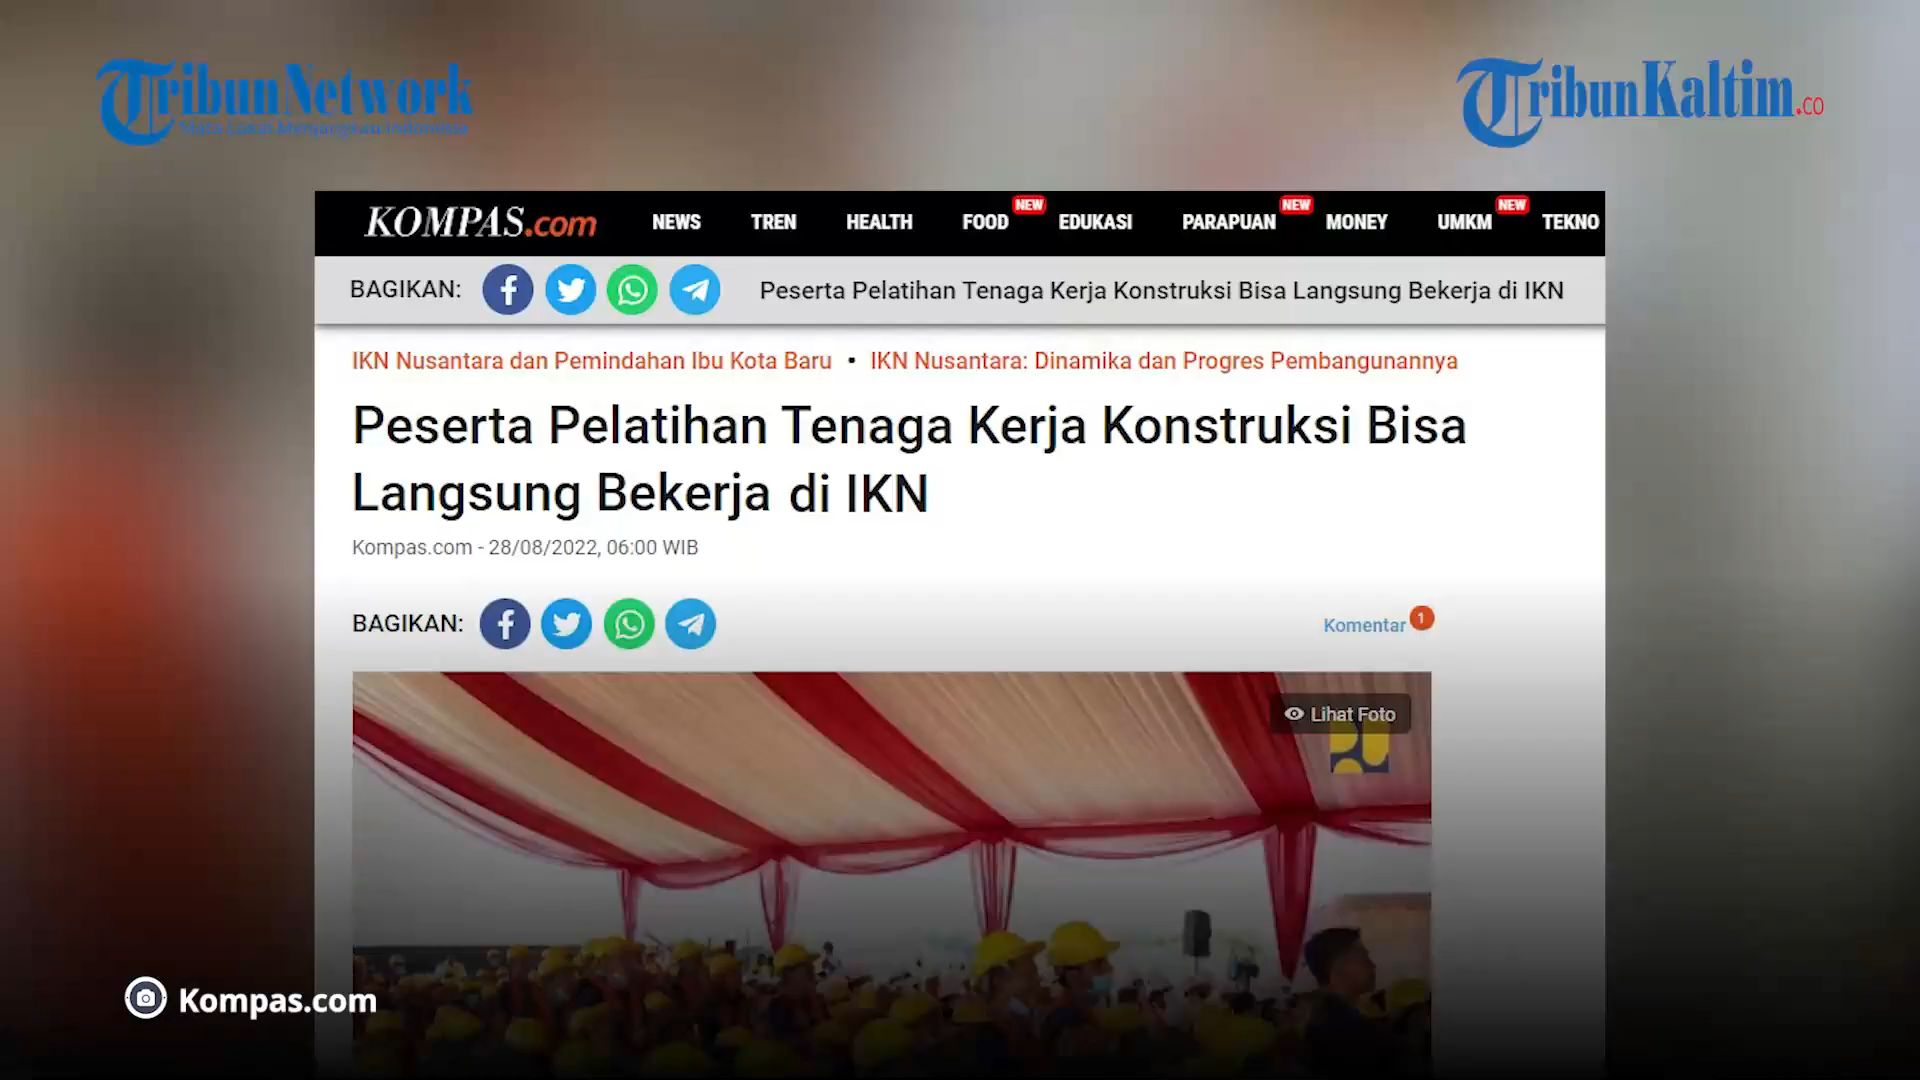 TribunNetwork
TribunKaltim.co
KOMPAS.com NEWS TREN HEALTH FOOD NEW EDUKASI PARAPUAN NEW MONEY UMKM NEW TEKNO
BAGIKAN: Peserta Pelatihan Tenaga Kerja Konstruksi Bisa Langsung Bekerja di IKN
IKN Nusantara dan Pemindahan Ibu Kota Baru • IKN Nusantara: Dinamika dan Progres Pembangunannya
Peserta Pelatihan Tenaga Kerja Konstruksi Bisa
Langsung Bekerja di IKN
Kompas.com - 28/08/2022, 06:00 WIB
BAGIKAN:
Komentar 1
Lihat Foto
Kompas.com